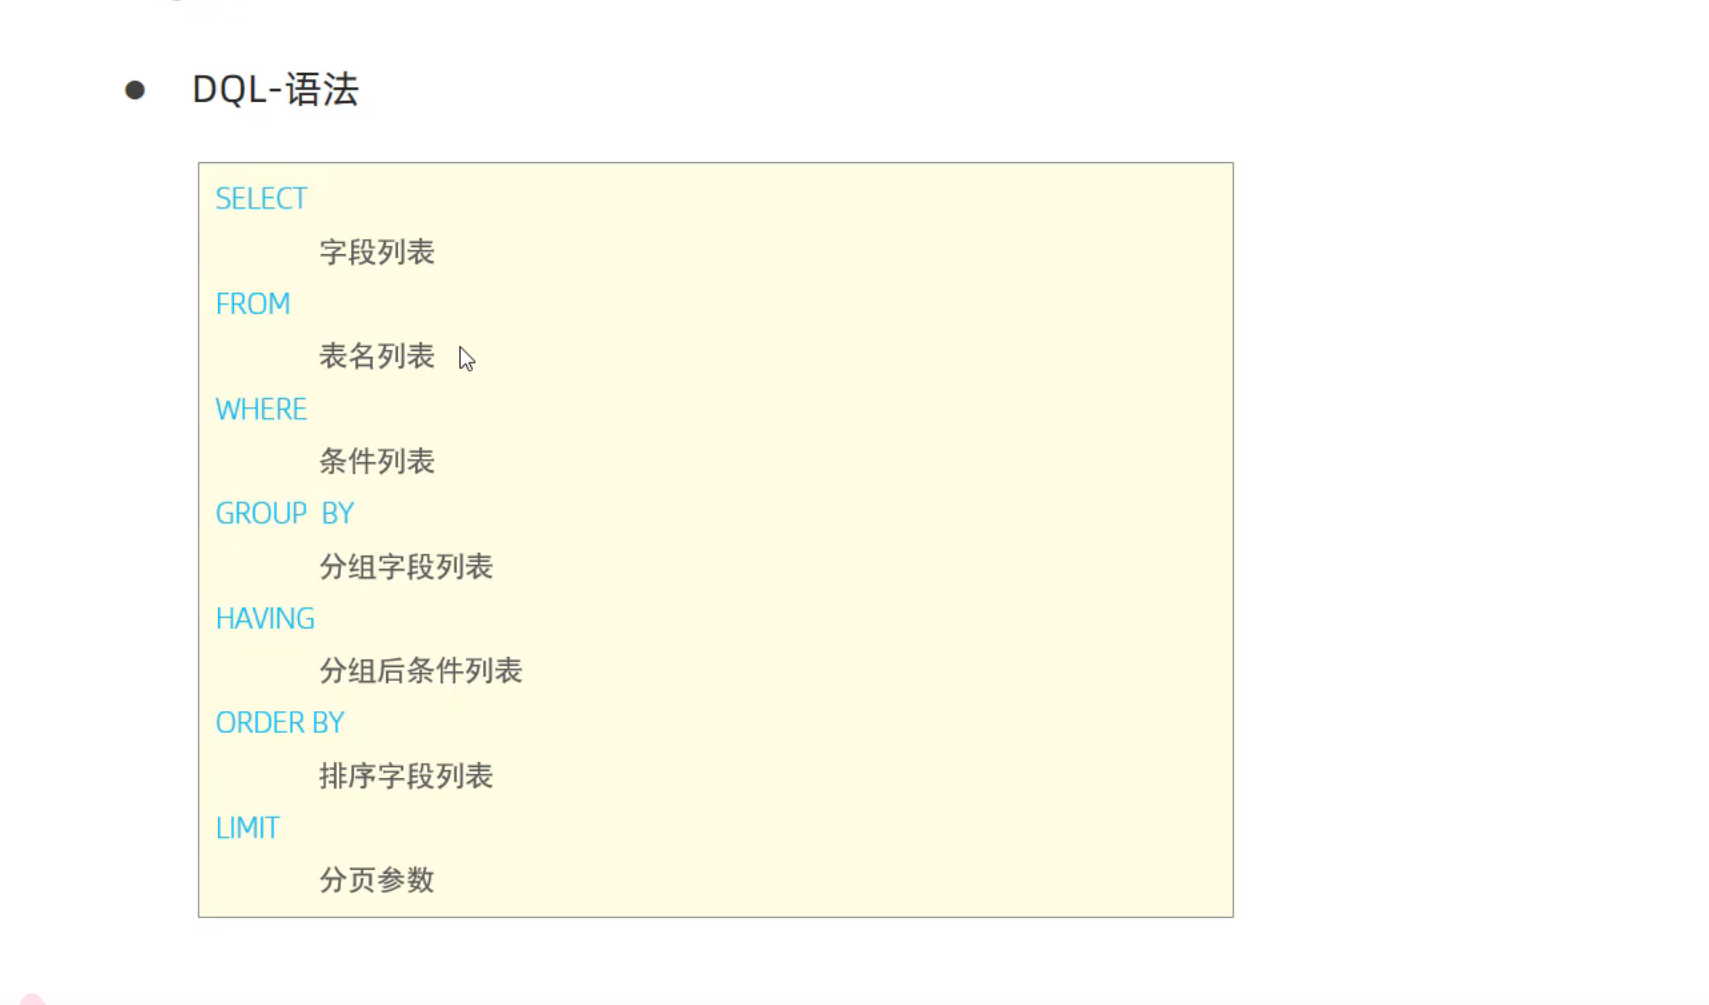 DQL-语法
SELECT
字段列表
FROM
表名列表
WHERE
条件列表
GROUP BY
分组字段列表
HAVING
分组后条件列表
ORDER BY
排序字段列表
LIMIT
分页参数